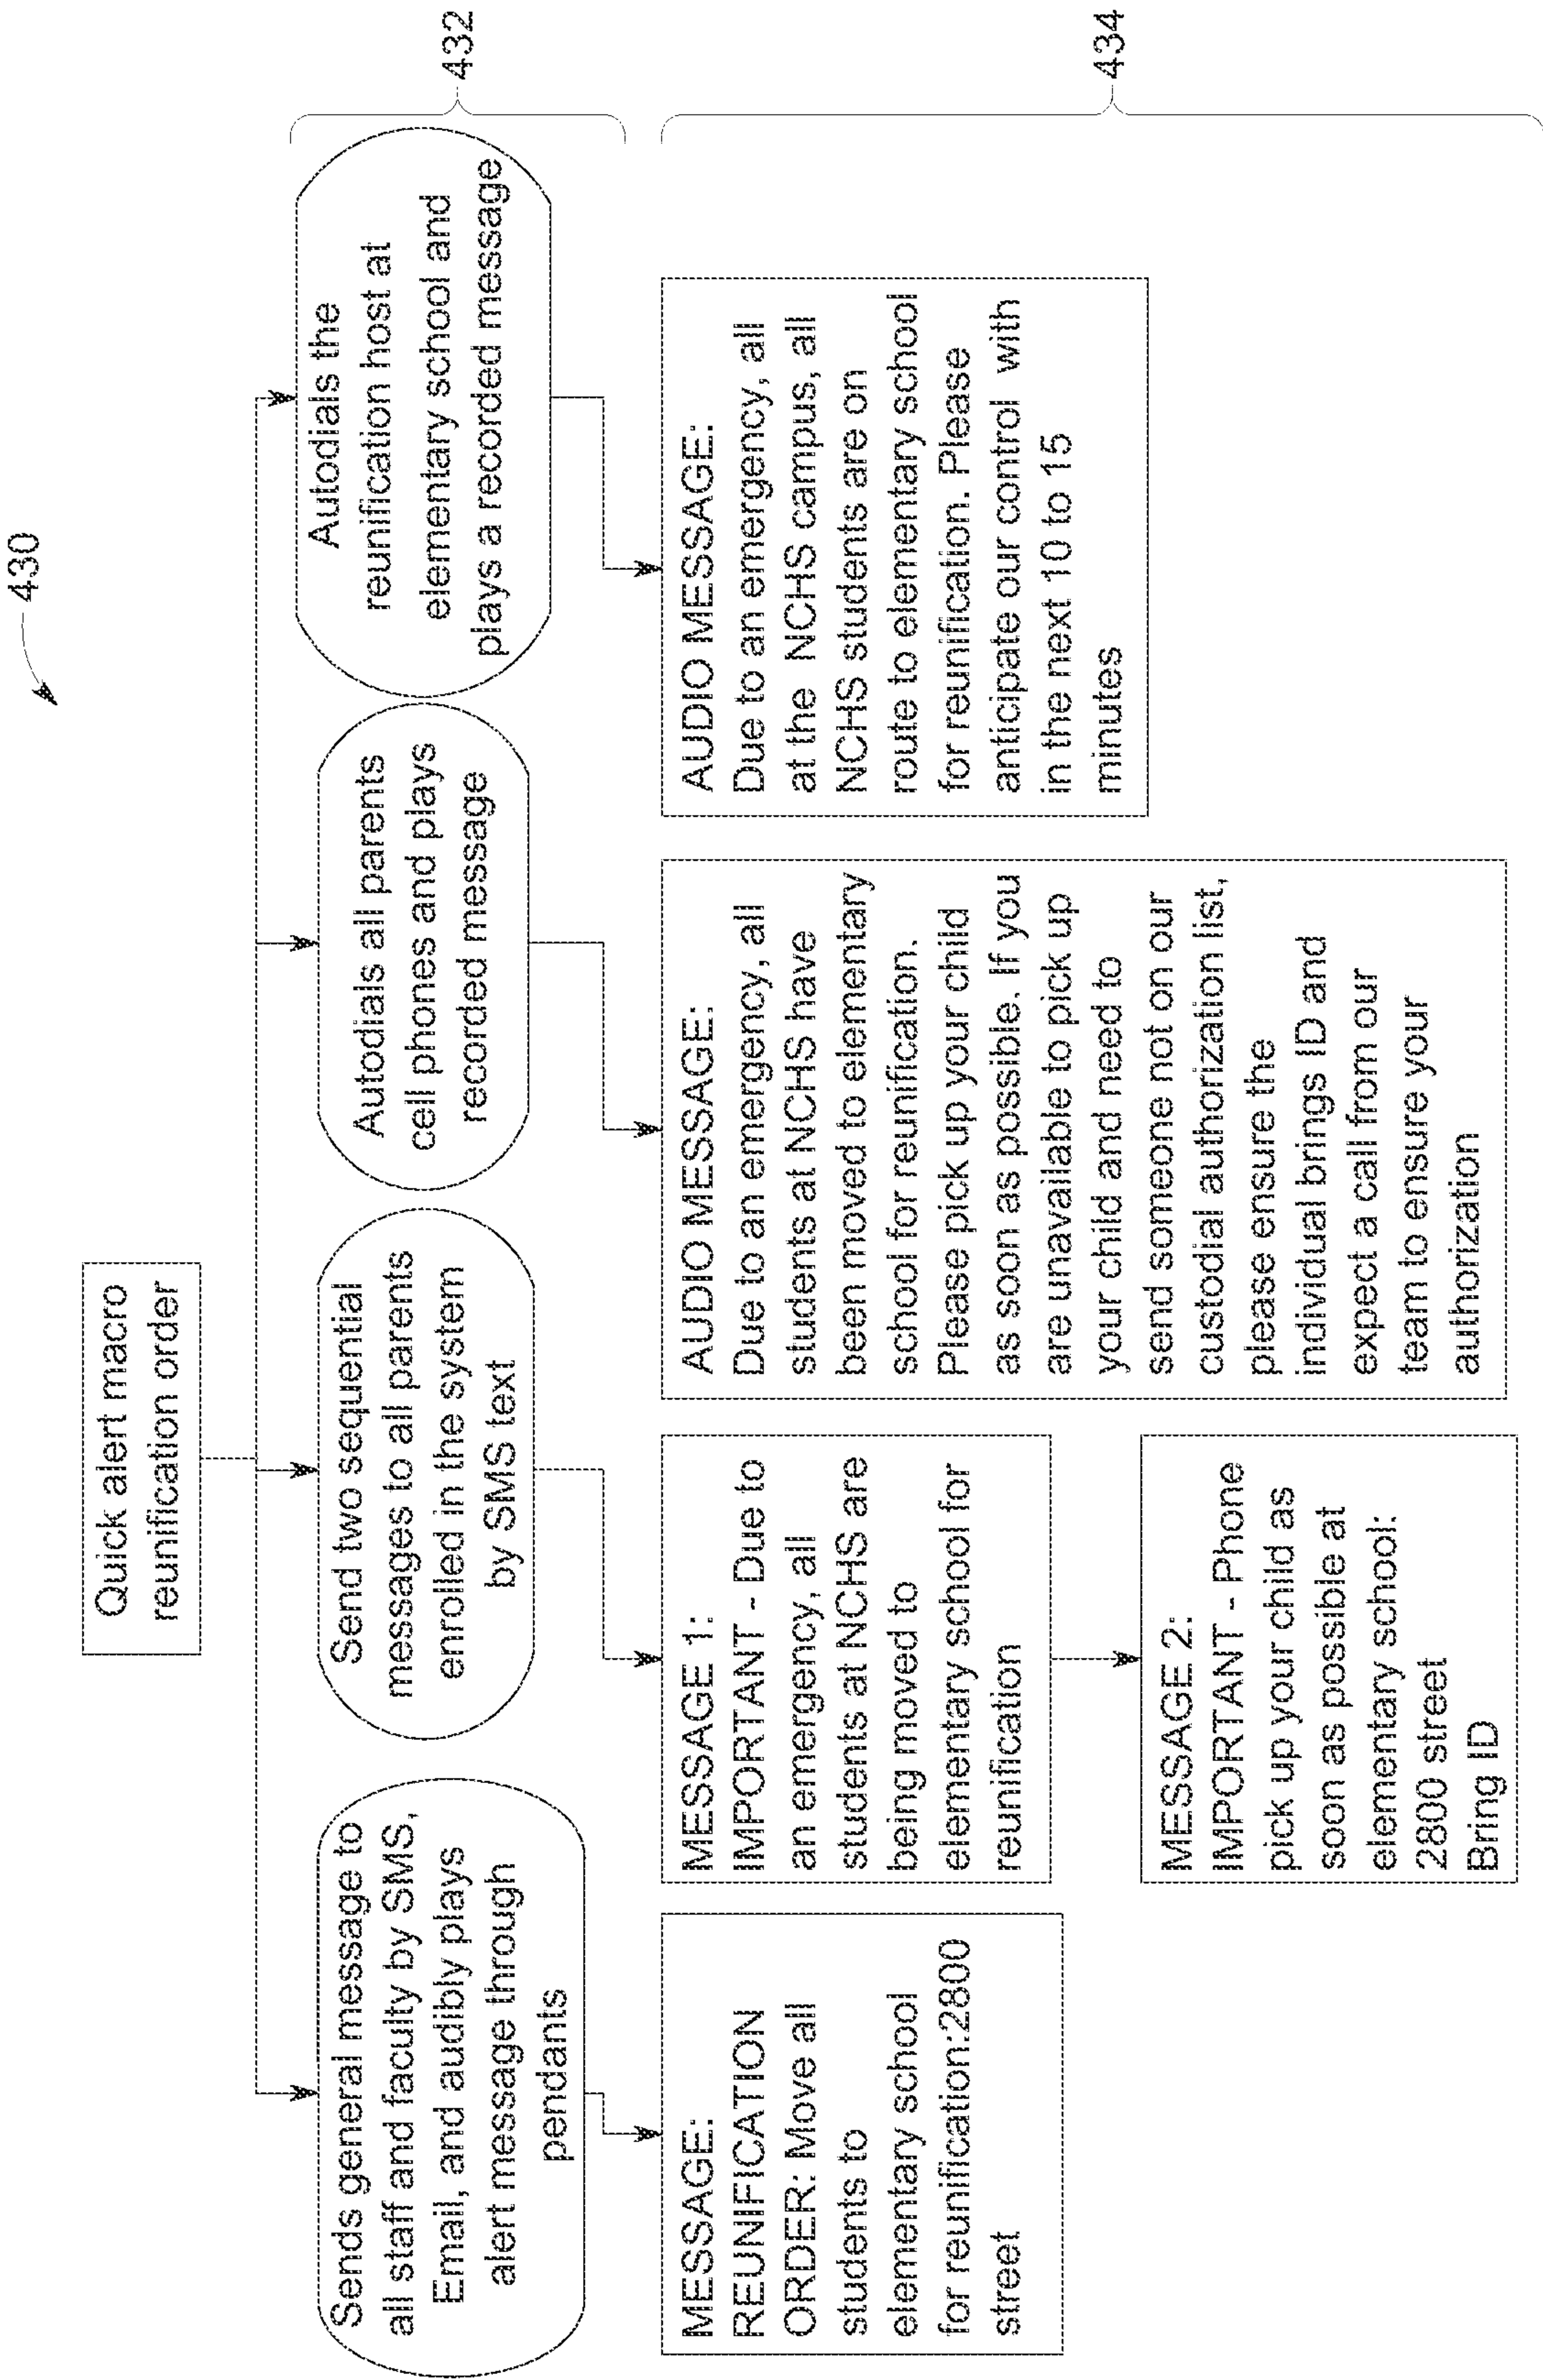 430
Quick alert macro
reunification order
Sends general message to
all staff and faculty by SMS,
Email, and audibly plays
alert message through
pendants
Send two sequential
messages to all parents
enrolled in the system
by SMS text
Autodials all parents
cell phones and plays
recorded message
Autodials the
reunification host at
elementary school and
plays a recorded message
432
MESSAGE:
REUNIFICATION
ORDER: Move all
students to
elementary school
for reunification:2800
street
MESSAGE 1:
IMPORTANT - Due to
an emergency, all
students at NCHS are
being moved to
elementary school for
reunification
MESSAGE 2:
IMPORTANT - Phone
pick up your child as
soon as possible at
elementary school:
2800 street
Bring ID
AUDIO MESSAGE:
Due to an emergency, all
students at NCHS have
been moved to elementary
school for reunification.
Please pick up your child
as soon as possible. If you
are unavailable to pick up
your child and need to
send someone not on our
custodial authorization list,
please ensure the
individual brings ID and
expect a call from our
team to ensure your
authorization
AUDIO MESSAGE:
Due to an emergency, all
at the NCHS campus, all
NCHS students are on
route to elementary school
for reunification. Please
anticipate our control with
in the next 10 to 15
minutes
434